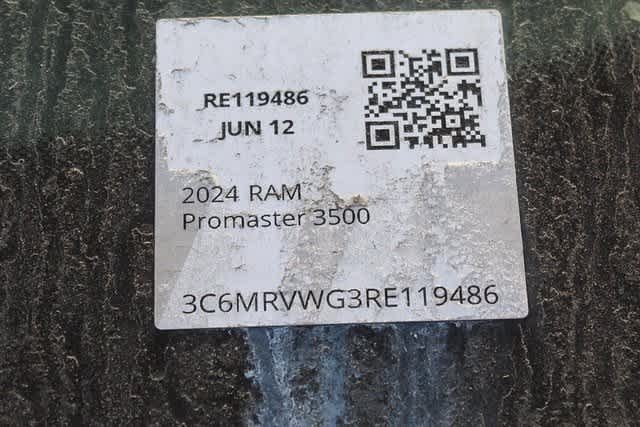 RE119486
JUN 12
2024 RAM
Promaster 3500
3C6MRVWG3RE119486